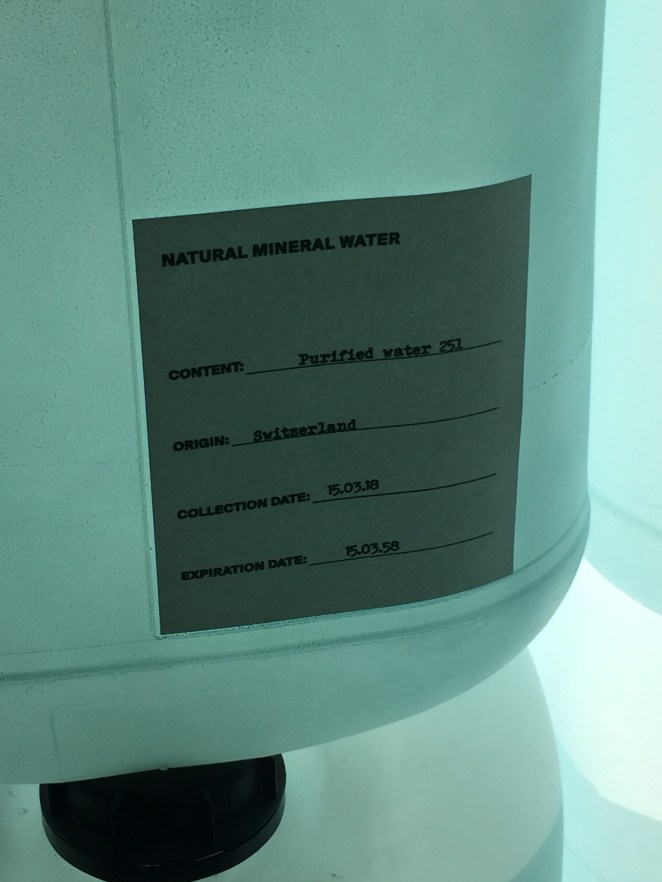 NATURAL MINERAL WATER
CONTENT: Purified water 25l
ORIGIN: Switzerland
COLLECTION DATE: 15.03.18
EXPIRATION DATE: 15.03.58